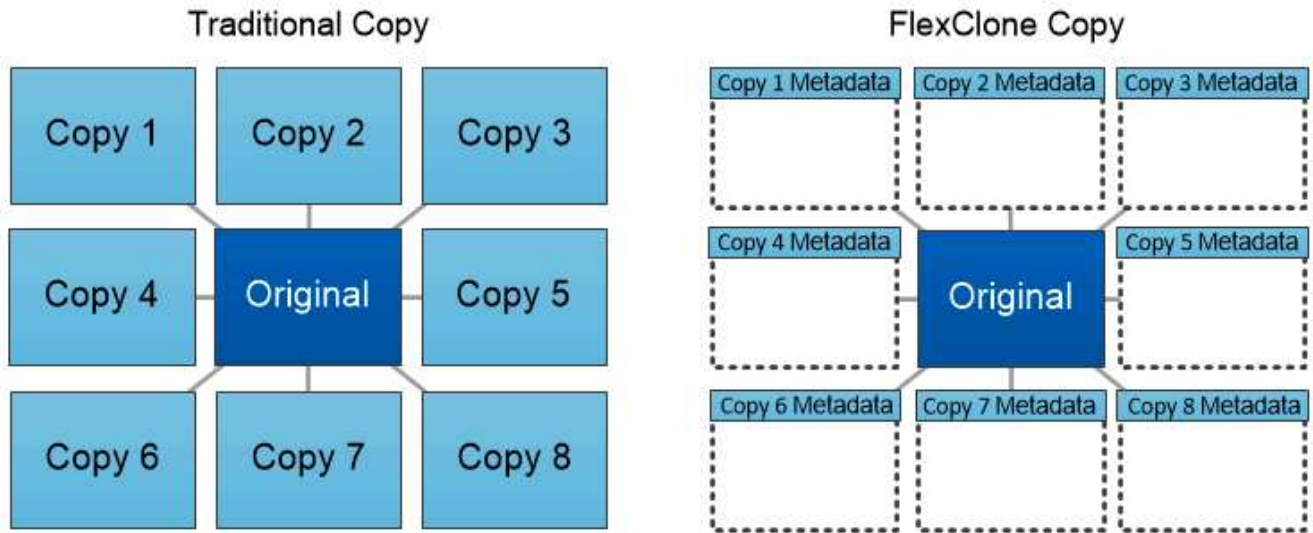 Traditional Copy
Copy 1
Copy 2
Copy 3
Copy 4
Original
Copy 5
Copy 6
Copy 7
Copy 8
FlexClone Copy
Copy 1 Metadata
Copy 2 Metadata
Copy 3 Metadata
Copy 4 Metadata
Original
Copy 5 Metadata
Copy 6 Metadata
Copy 7 Metadata
Copy 8 Metadata